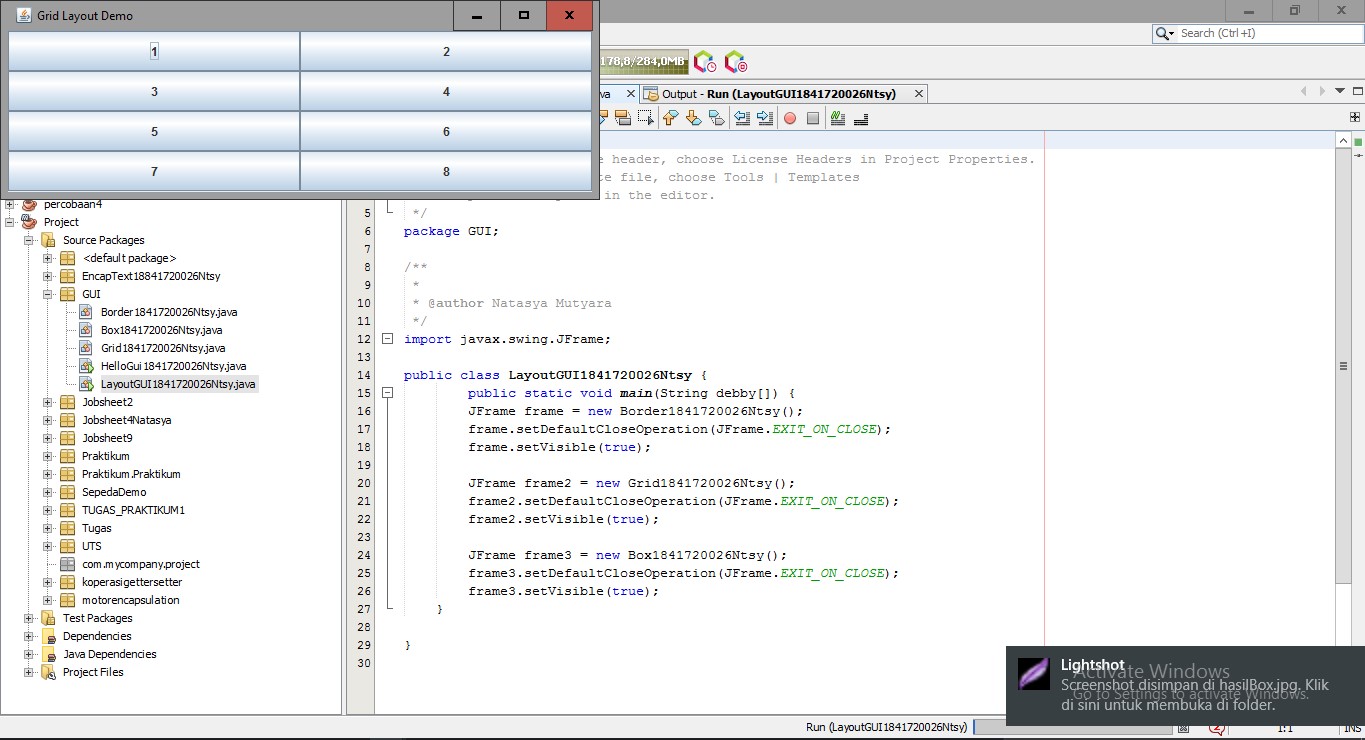 Grid Layout Demo
1
2
3
4
5
6
7
8
Search (Ctrl+I)
178,8/284,0MB
va
Output - Run (LayoutGUI1841720026Ntsy)
percobaan4
Project
Source Packages
<default package>
EncapText18841720026Ntsy
GUI
Border1841720026Ntsy.java
Box1841720026Ntsy.java
Grid1841720026Ntsy.java
HelloGui1841720026Ntsy.java
LayoutGUI1841720026Ntsy.java
Jobsheet2
Jobsheet4Natasya
Jobsheet9
Praktikum
Praktikum.Praktikum
SepedaDemo
TUGAS_PRAKTIKUM1
Tugas
UTS
com.mycompany.project
koperasigettersetter
motorencapsulation
Test Packages
Dependencies
Java Dependencies
Project Files
e header, choose License Headers in Project Properties.
te file, choose Tools | Templates
in the editor.
5 */
6 package GUI;
7
8 /**
9 *
10 * @author Natasya Mutyara
11 */
12 import javax.swing.JFrame;
13
14 public class LayoutGUI1841720026Ntsy {
15 public static void main(String debby[]) {
16 JFrame frame = new Border1841720026Ntsy();
17 frame.setDefaultCloseOperation(JFrame.EXIT_ON_CLOSE);
18 frame.setVisible(true);
19
20 JFrame frame2 = new Grid1841720026Ntsy();
21 frame2.setDefaultCloseOperation(JFrame.EXIT_ON_CLOSE);
22 frame2.setVisible(true);
23
24 JFrame frame3 = new Box1841720026Ntsy();
25 frame3.setDefaultCloseOperation(JFrame.EXIT_ON_CLOSE);
26 frame3.setVisible(true);
27 }
28
29 }
30
Lightshot
Activate Windows
Screenshot disimpan di hasilBox.jpg. Klik
Go to Settings to activate Windows.
di sini untuk membuka di folder.
Run (LayoutGUI1841720026Ntsy)
2
1:1
INS